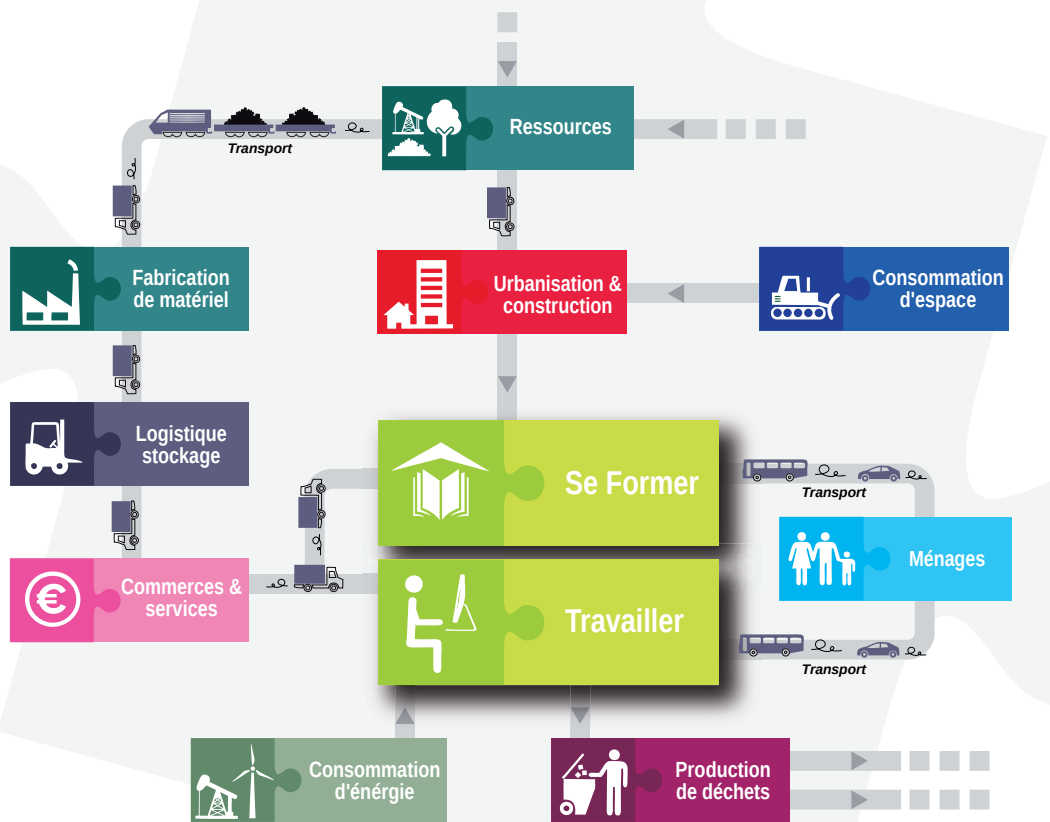 Ressources
Transport
Fabrication
de matériel
Urbanisation &
construction
Consommation
d'espace
Logistique
stockage
Se Former
Transport
Ménages
Commerces &
services
€
Travailler
Transport
Consommation
d'énérgie
Production
de déchets